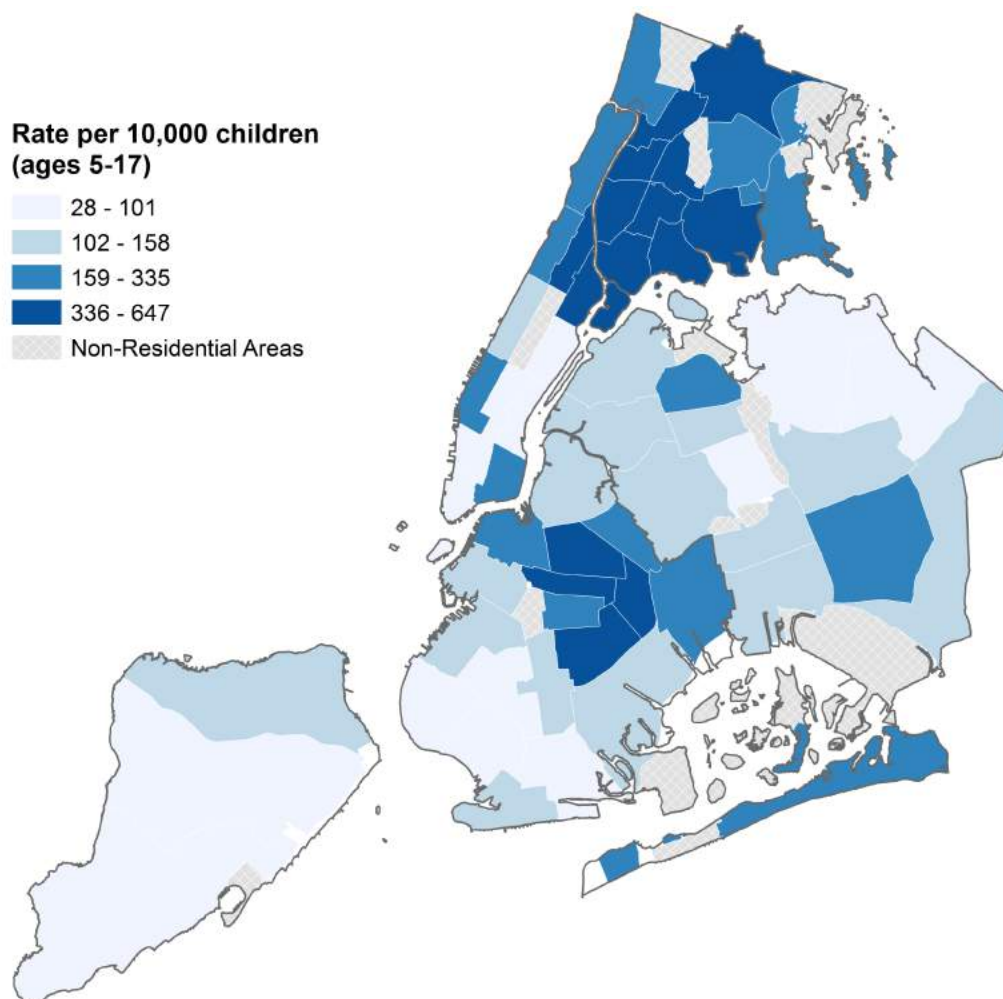 Rate per 10,000 children
(ages 5-17)
28 - 101
102 - 158
159 - 335
336 - 647
Non-Residential Areas